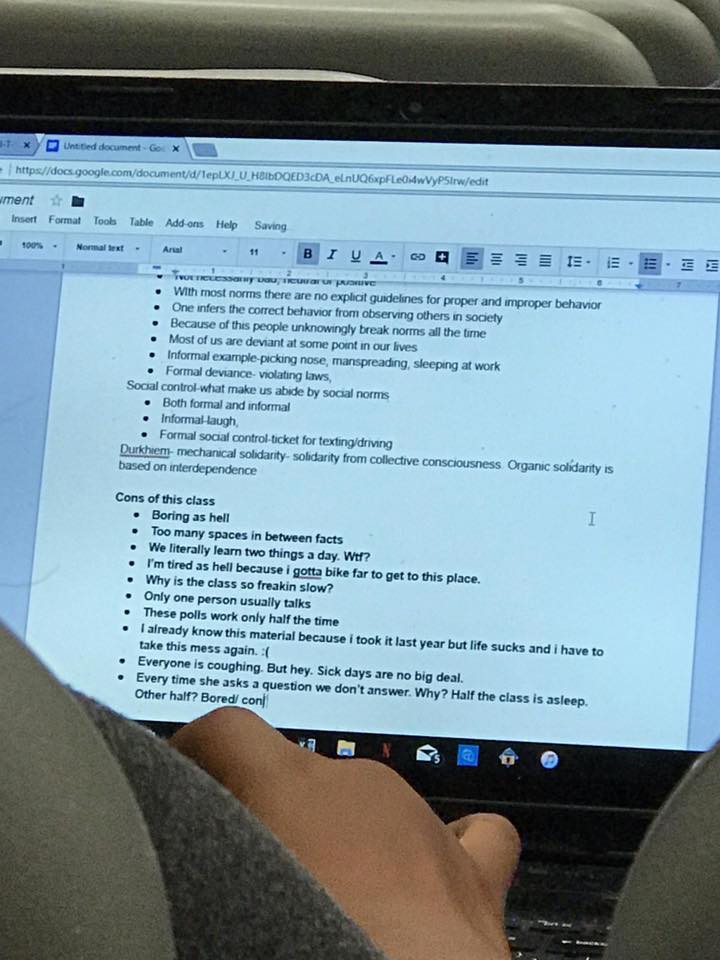 Untitled document - Goo
https://docs.google.com/document/d/1epLXJ_U_H8IbDQED3cDA_eLnUQ6xpFLe0i4wVyP5Irw/edit
ument
Insert Format Tools Table Add-ons Help Saving...
100% Normal text Arial 11 B I U A
1 1 2 3 4 5 6 7
Not necessarily bad, neutral or positive
• WIth most norms there are no explicit guidelines for proper and improper behavior
• One infers the correct behavior from observing others in society
• Because of this people unknowingly break norms all the time
• Most of us are deviant at some point in our lives
• Informal example-picking nose, manspreading, sleeping at work
• Formal deviance- violating laws,
Social control-what make us abide by social norms
• Both formal and informal
• Informal-laugh,
• Formal social control-ticket for texting/driving
Durkhiem- mechanical solidarity- solidarity from collective consciousness. Organic solidarity is
based on interdependence
Cons of this class
• Boring as hell
• Too many spaces in between facts
• We literally learn two things a day. Wtf?
• I'm tired as hell because i gotta bike far to get to this place.
• Why is the class so freakin slow?
• Only one person usually talks
• These polls work only half the time
• I already know this material because i took it last year but life sucks and i have to
take this mess again. :(
• Everyone is coughing. But hey. Sick days are no big deal.
• Every time she asks a question we don't answer. Why? Half the class is asleep.
Other half? Bored/ con
5